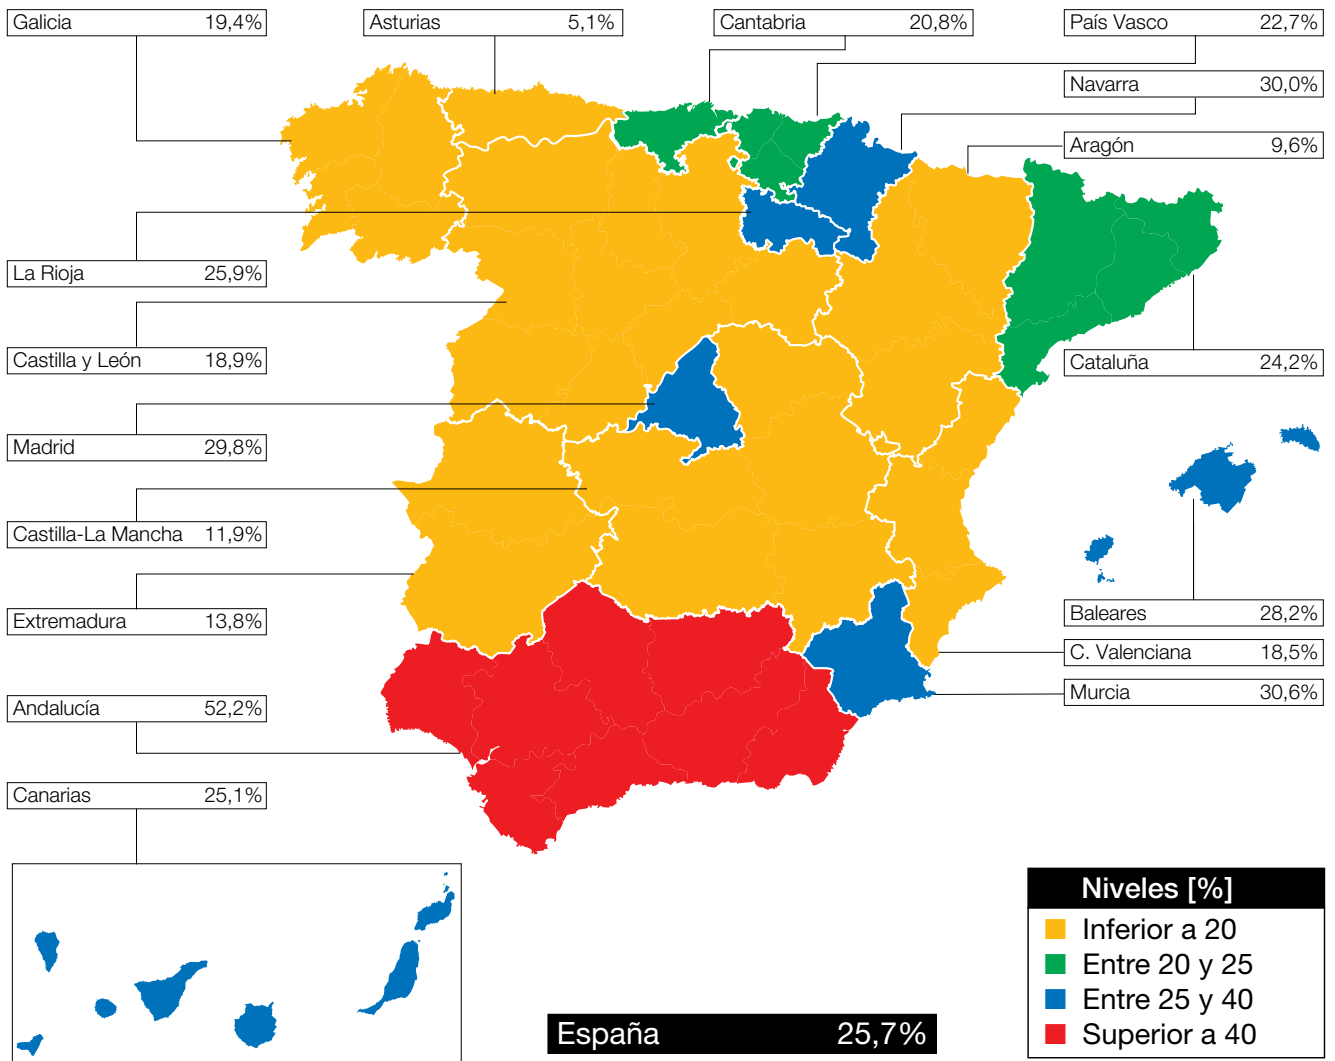 Galicia 19,4%
Asturias 5,1%
Cantabria 20,8%
País Vasco 22,7%
Navarra 30,0%
Aragón 9,6%
La Rioja 25,9%
Castilla y León 18,9%
Cataluña 24,2%
Madrid 29,8%
Castilla-La Mancha 11,9%
Extremadura 13,8%
Baleares 28,2%
C. Valenciana 18,5%
Murcia 30,6%
Andalucía 52,2%
Canarias 25,1%
Niveles [%]
Inferior a 20
Entre 20 y 25
Entre 25 y 40
Superior a 40
España 25,7%